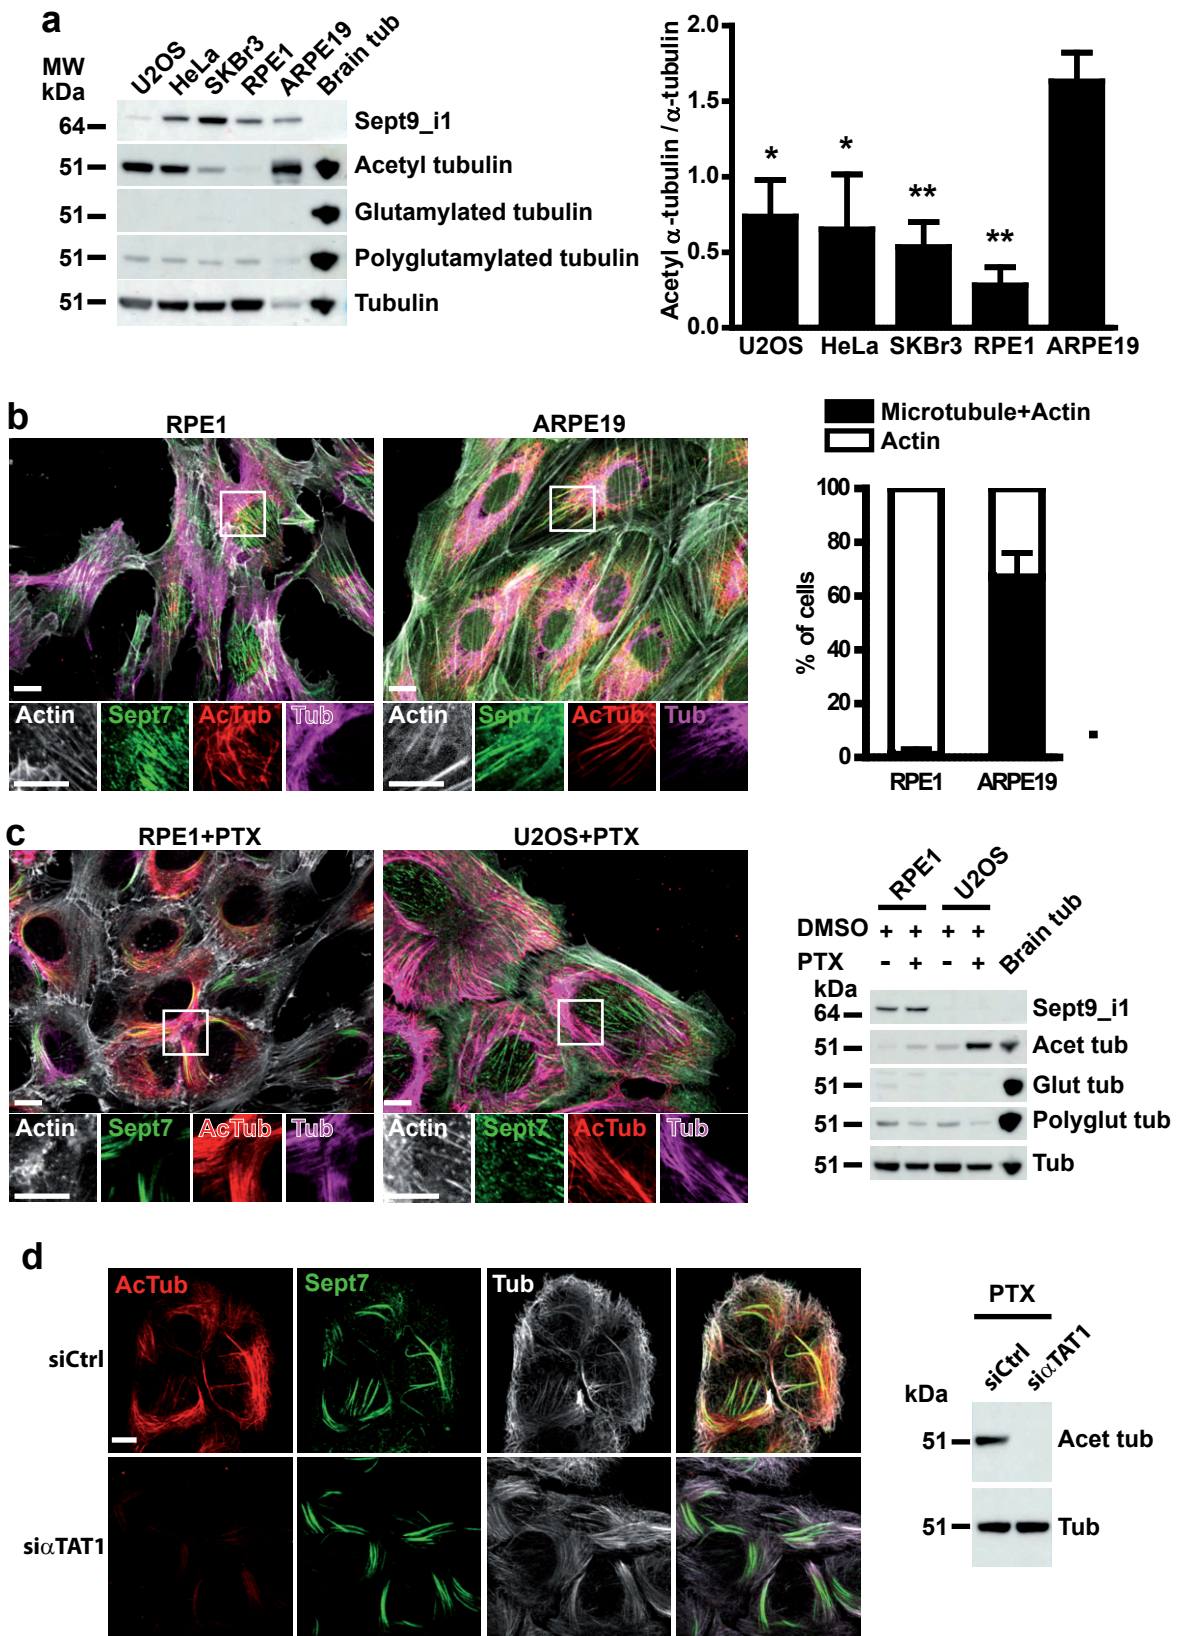 a
MW
kDa
U2OS
HeLa
SKBr3
RPE1
ARPE19
Brain tub
64
Sept9_i1
51
Acetyl tubulin
51
Glutamylated tubulin
51
Polyglutamylated tubulin
51
Tubulin
Acetyl α-tubulin / α-tubulin
2.0
1.5
1.0
0.5
0.0
*
*
**
**
U2OS HeLa SKBr3 RPE1 ARPE19
b
RPE1
ARPE19
Actin Sept7 AcTub Tub
Actin Sept7 AcTub Tub
Microtubule+Actin
Actin
% of cells
100
80
60
40
20
0
RPE1 ARPE19
c
RPE1+PTX
U2OS+PTX
Actin Sept7 AcTub Tub
Actin Sept7 AcTub Tub
RPE1
U2OS
Brain tub
DMSO + + + +
PTX - + - +
kDa
64
Sept9_i1
51
Acet tub
51
Glut tub
51
Polyglut tub
51
Tub
d
AcTub Sept7 Tub
siCtrl
siαTAT1
PTX
siCtrl
siαTAT1
kDa
51
Acet tub
51
Tub